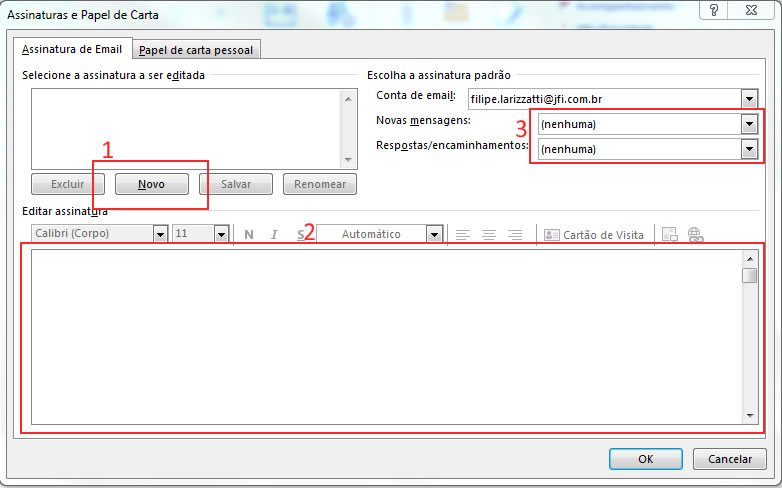 Assinaturas e Papel de Carta
Assinatura de Email
Papel de carta pessoal
Selecione a assinatura a ser editada
Escolha a assinatura padrão
Conta de email:
filipe.larizzatti@jfi.com.br
Novas mensagens:
3
(nenhuma)
Respostas/encaminhamentos:
(nenhuma)
1
Excluir
Novo
Salvar
Renomear
Editar assinatura
Calibri (Corpo)
11
N
I
S
2
Automático
Cartão de Visita
OK
Cancelar